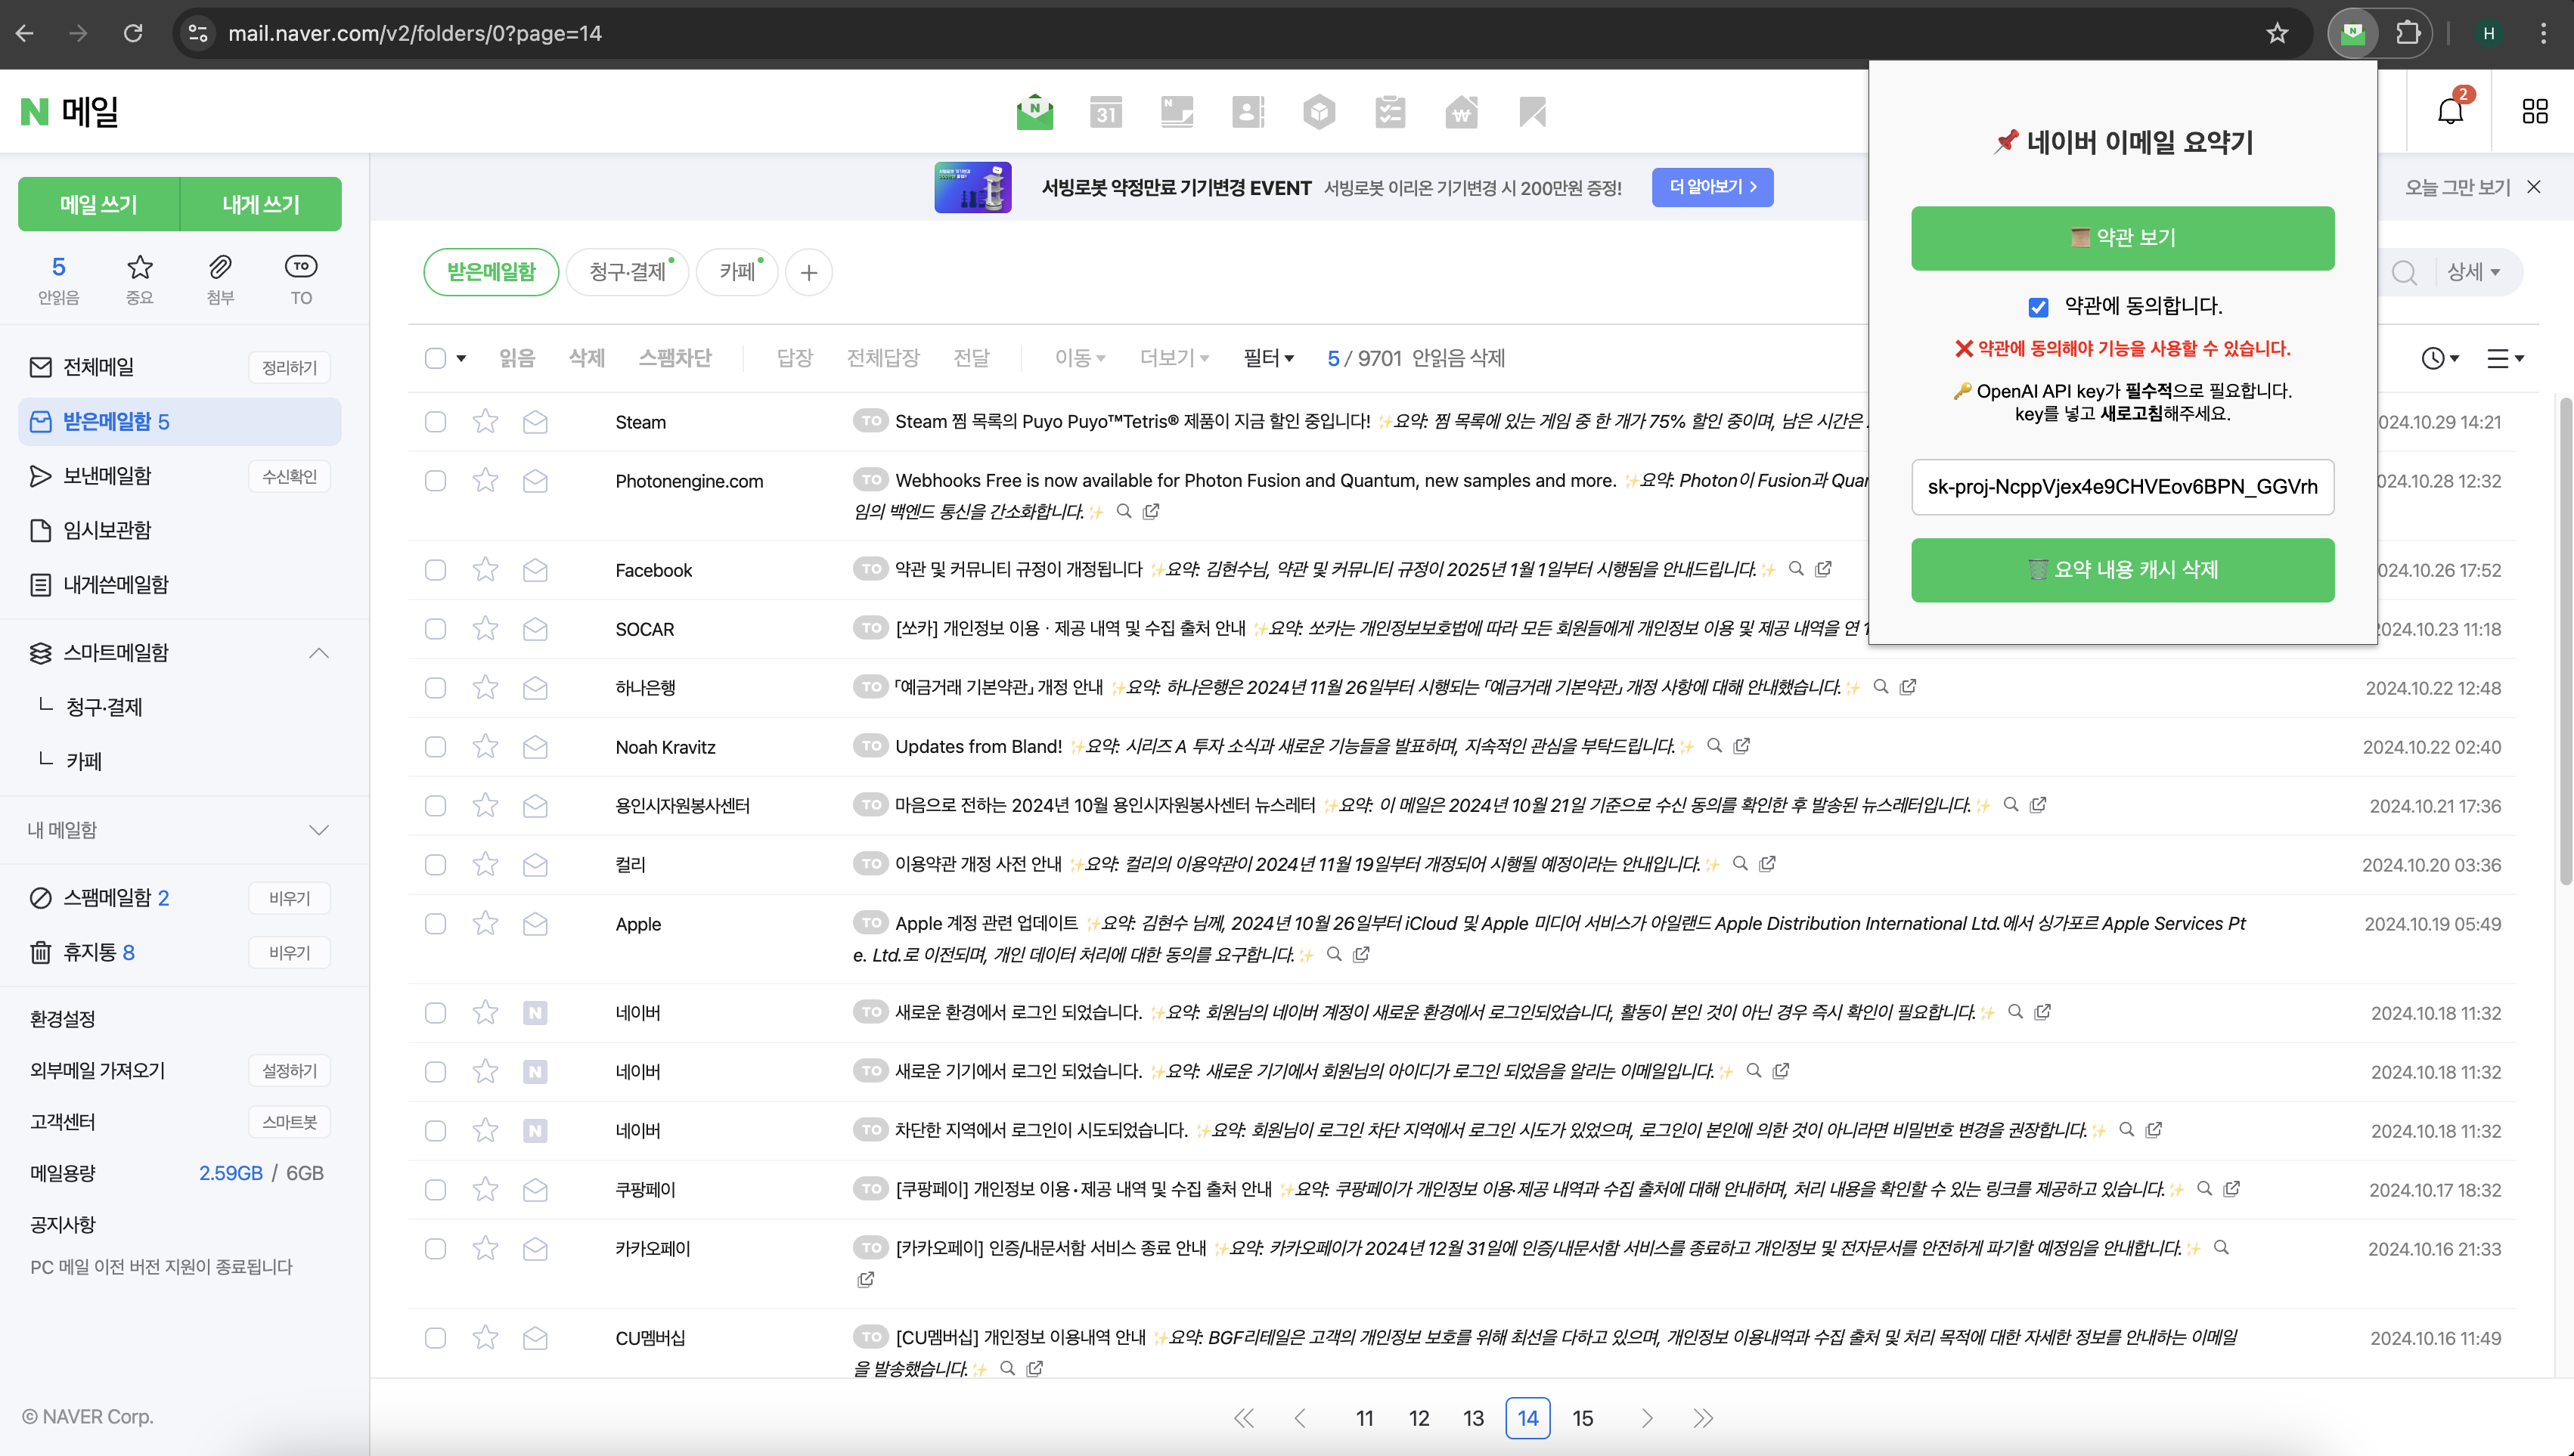 mail.naver.com/v2/folders/0?page=14
H
N 메일
N
31
N
₩
2
📌 네이버 이메일 요약기
약관 보기
약관에 동의합니다.
❌ 약관에 동의해야 기능을 사용할 수 있습니다.
🔑 OpenAI API key가 필수적으로 필요합니다.
key를 넣고 새로고침해주세요.
sk-proj-NcppVjex4e9CHVEov6BPN_GGVrh
🗑 요약 내용 캐시 삭제
서빙로봇 약정만료 기기변경 EVENT 서빙로봇 이리온 기기변경 시 200만원 증정! 더 알아보기 >
오늘 그만 보기
메일 쓰기 내게 쓰기
5 TO
안읽음 중요 첨부 TO
전체메일 정리하기
받은메일함 5
보낸메일함 수신확인
임시보관함
내게쓴메일함
스마트메일함
청구·결제
카페
내 메일함
스팸메일함 2 비우기
휴지통 8 비우기
환경설정
외부메일 가져오기 설정하기
고객센터 스마트봇
메일용량 2.59GB / 6GB
공지사항
PC 메일 이전 버전 지원이 종료됩니다
© NAVER Corp.
받은메일함 청구·결제 카페 +
상세
읽음 삭제 스팸차단 답장 전체답장 전달 이동 더보기 필터 5 / 9701 안읽음 삭제
Steam TO Steam 찜 목록의 Puyo Puyo™Tetris® 제품이 지금 할인 중입니다! ✨요약: 찜 목록에 있는 게임 중 한 개가 75% 할인 중이며, 남은 시간은 024.10.29 14:21
Photonengine.com TO Webhooks Free is now available for Photon Fusion and Quantum, new samples and more. ✨요약: Photon이 Fusion과 Quan 024.10.28 12:32
임의 백엔드 통신을 간소화합니다.✨
Facebook TO 약관 및 커뮤니티 규정이 개정됩니다 ✨요약: 김현수님, 약관 및 커뮤니티 규정이 2025년 1월 1일부터 시행됨을 안내드립니다.✨ 024.10.26 17:52
SOCAR TO [쏘카] 개인정보 이용 · 제공 내역 및 수집 출처 안내 ✨요약: 쏘카는 개인정보보호법에 따라 모든 회원들에게 개인정보 이용 및 제공 내역을 연 1 2024.10.23 11:18
하나은행 TO 「예금거래 기본약관」 개정 안내 ✨요약: 하나은행은 2024년 11월 26일부터 시행되는 「예금거래 기본약관」 개정 사항에 대해 안내했습니다.✨ 2024.10.22 12:48
Noah Kravitz TO Updates from Bland! ✨요약: 시리즈 A 투자 소식과 새로운 기능들을 발표하며, 지속적인 관심을 부탁드립니다.✨ 2024.10.22 02:40
용인시자원봉사센터 TO 마음으로 전하는 2024년 10월 용인시자원봉사센터 뉴스레터 ✨요약: 이 메일은 2024년 10월 21일 기준으로 수신 동의를 확인한 후 발송된 뉴스레터입니다.✨ 2024.10.21 17:36
컬리 TO 이용약관 개정 사전 안내 ✨요약: 컬리의 이용약관이 2024년 11월 19일부터 개정되어 시행될 예정이라는 안내입니다.✨ 2024.10.20 03:36
Apple TO Apple 계정 관련 업데이트 ✨요약: 김현수 님께, 2024년 10월 26일부터 iCloud 및 Apple 미디어 서비스가 아일랜드 Apple Distribution International Ltd.에서 싱가포르 Apple Services Pt 2024.10.19 05:49
e. Ltd.로 이전되며, 개인 데이터 처리에 대한 동의를 요구합니다.✨
N 네이버 TO 새로운 환경에서 로그인 되었습니다. ✨요약: 회원님의 네이버 계정이 새로운 환경에서 로그인되었습니다, 활동이 본인 것이 아닌 경우 즉시 확인이 필요합니다.✨ 2024.10.18 11:32
N 네이버 TO 새로운 기기에서 로그인 되었습니다. ✨요약: 새로운 기기에서 회원님의 아이디가 로그인 되었음을 알리는 이메일입니다.✨ 2024.10.18 11:32
N 네이버 TO 차단한 지역에서 로그인이 시도되었습니다. ✨요약: 회원님이 로그인 차단 지역에서 로그인 시도가 있었으며, 로그인이 본인에 의한 것이 아니라면 비밀번호 변경을 권장합니다.✨ 2024.10.18 11:32
쿠팡페이 TO [쿠팡페이] 개인정보 이용•제공 내역 및 수집 출처 안내 ✨요약: 쿠팡페이가 개인정보 이용·제공 내역과 수집 출처에 대해 안내하며, 처리 내용을 확인할 수 있는 링크를 제공하고 있습니다.✨ 2024.10.17 18:32
카카오페이 TO [카카오페이] 인증/내문서함 서비스 종료 안내 ✨요약: 카카오페이가 2024년 12월 31일에 인증/내문서함 서비스를 종료하고 개인정보 및 전자문서를 안전하게 파기할 예정임을 안내합니다.✨ 2024.10.16 21:33
CU멤버십 TO [CU멤버십] 개인정보 이용내역 안내 ✨요약: BGF리테일은 고객의 개인정보 보호를 위해 최선을 다하고 있으며, 개인정보 이용내역과 수집 출처 및 처리 목적에 대한 자세한 정보를 안내하는 이메일 2024.10.16 11:49
을 발송했습니다.✨
11 12 13 14 15